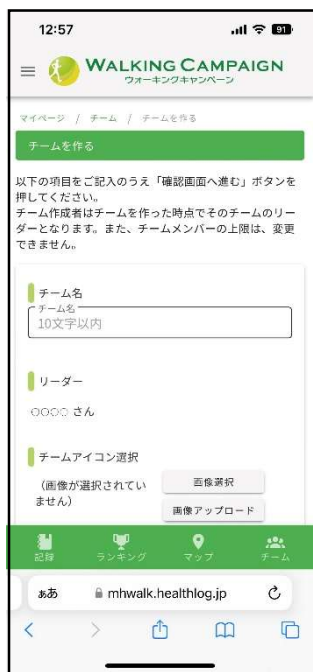 12:57
91
WALKING CAMPAIGN
ウォーキングキャンペーン
マイページ / チーム / チームを作る
チームを作る
以下の項目をご記入のうえ「確認画面へ進む」ボタンを
押してください。
チーム作成者はチームを作った時点でそのチームのリー
ダーとなります。また、チームメンバーの上限は、変更
できません。
チーム名
チーム名
10文字以内
リーダー
○○○○ さん
チームアイコン選択
(画像が選択されてい
ません)
画像選択
画像アップロード
記録 ランキング マップ チーム
ぁあ mhwalk.healthlog.jp